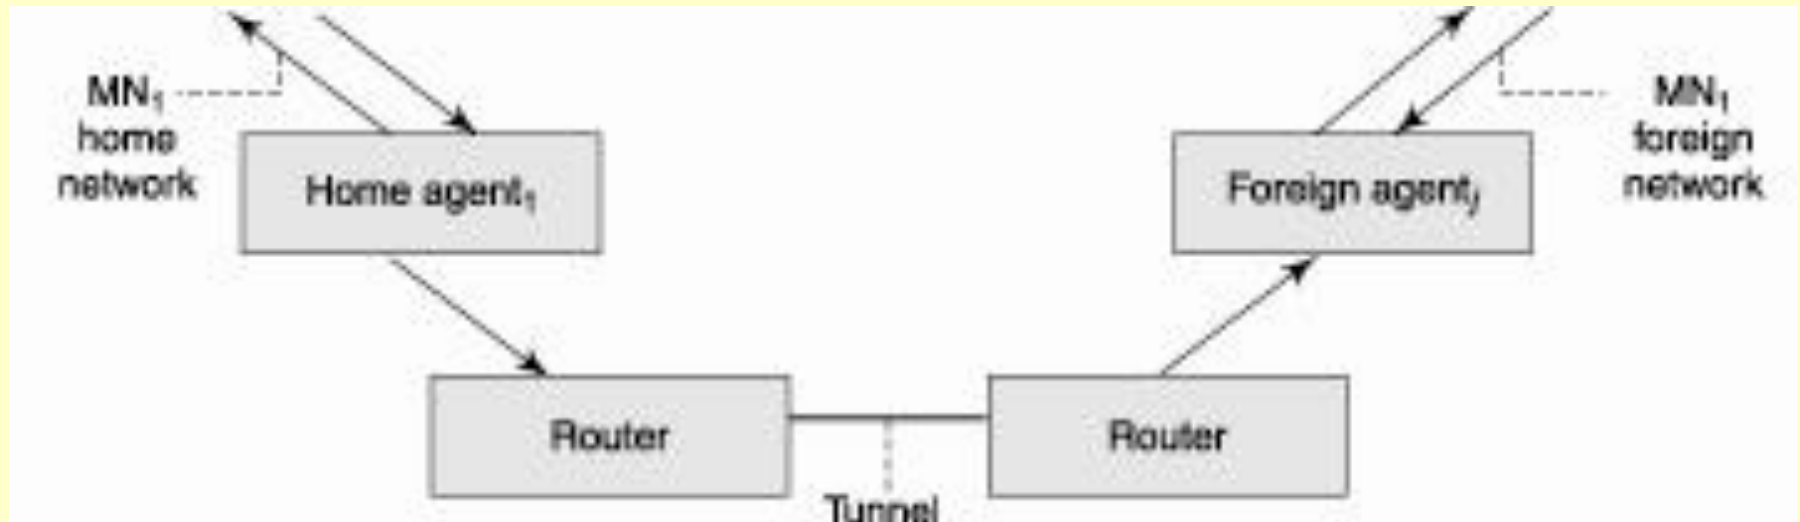 MN₁
home
network
Home agent₁
Foreign agentⱼ
MN₁
foreign
network
Router
Router
Tunnel